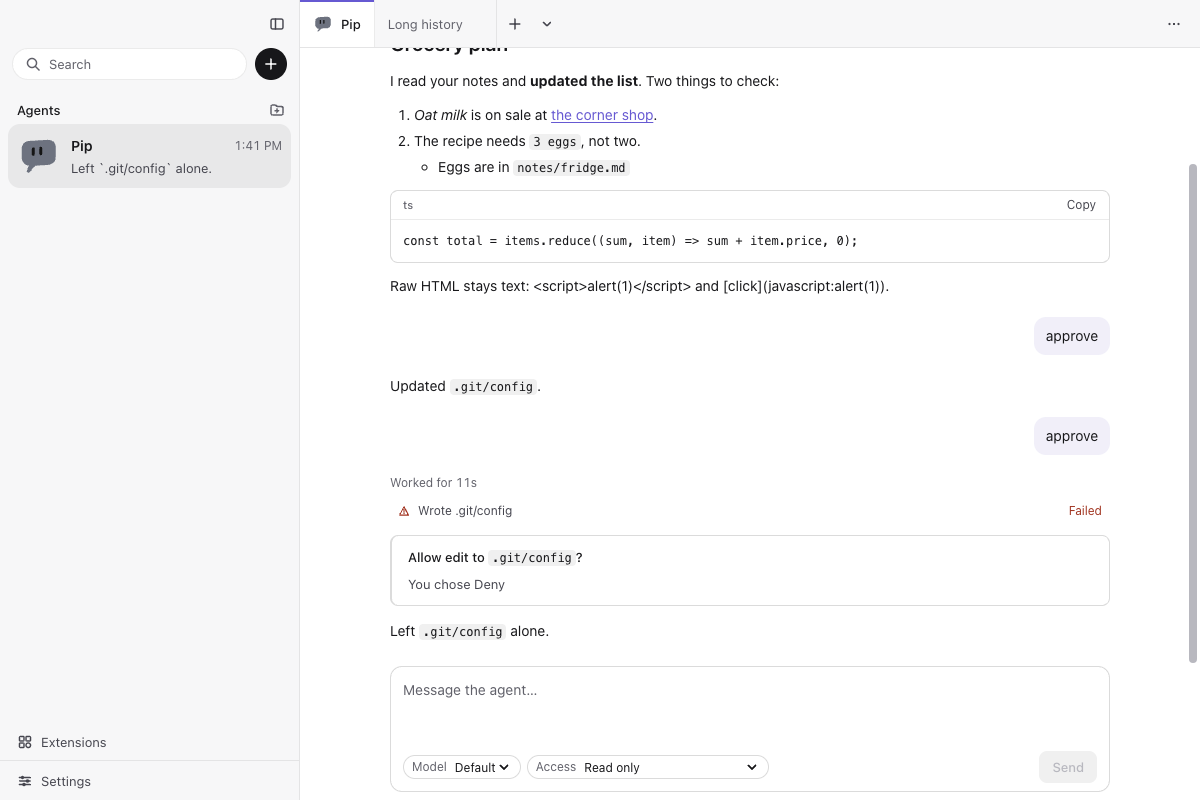 Pip
Long history
Search
Agents
Pip
1:41 PM
Left `.git/config` alone.
Extensions
Settings
Grocery plan
I read your notes and updated the list. Two things to check:
1. Oat milk is on sale at the corner shop.
2. The recipe needs 3 eggs , not two.
Eggs are in notes/fridge.md
ts
Copy
const total = items.reduce((sum, item) => sum + item.price, 0);
Raw HTML stays text: <script>alert(1)</script> and [click](javascript:alert(1)).
approve
Updated .git/config.
approve
Worked for 11s
Wrote .git/config
Failed
Allow edit to .git/config?
You chose Deny
Left .git/config alone.
Message the agent...
Model Default
Access Read only
Send